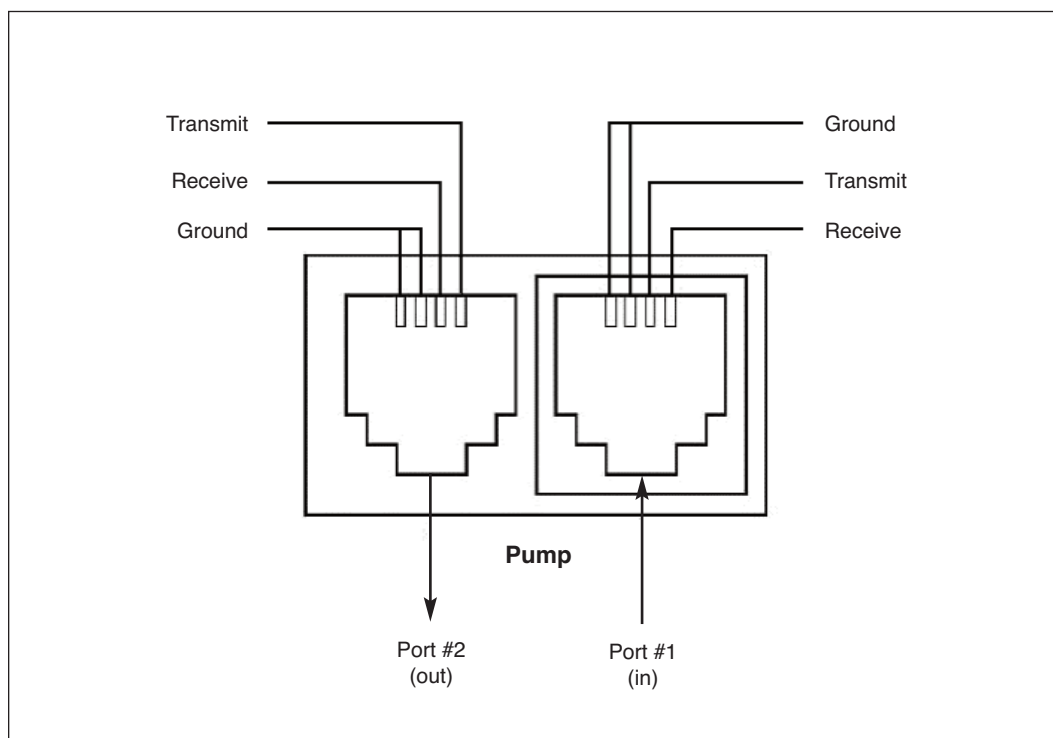 Transmit
Receive
Ground
Ground
Transmit
Receive
Pump
Port #2
(out)
Port #1
(in)